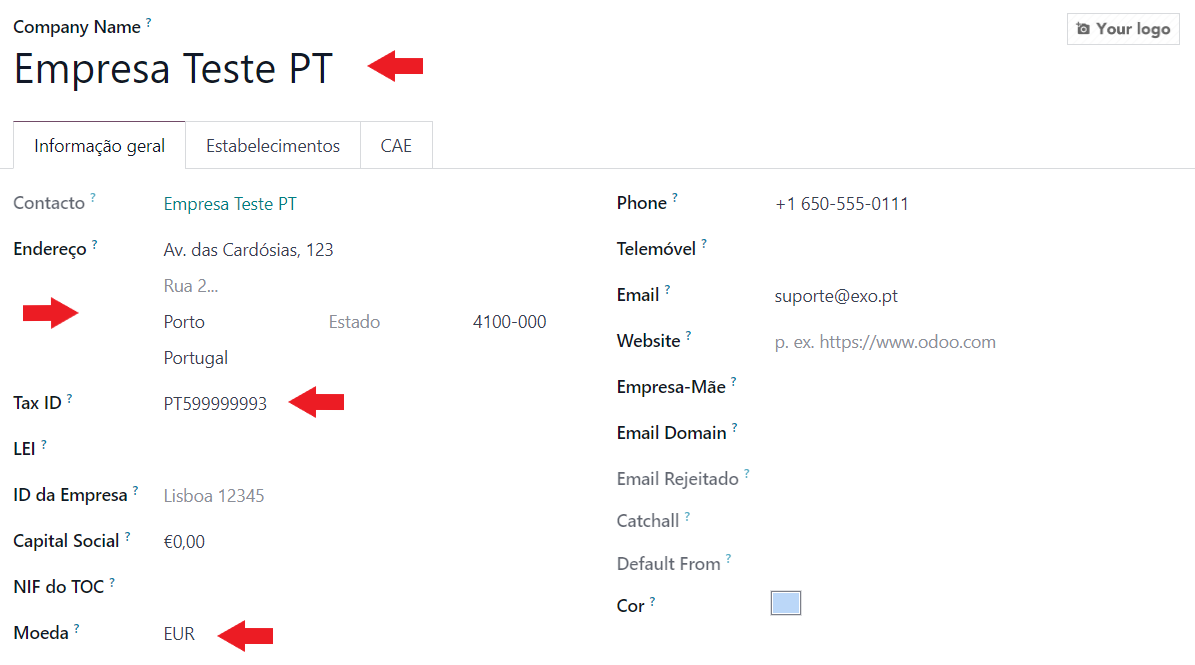 Company Name ?
Your logo
Empresa Teste PT
Informação geral
Estabelecimentos
CAE
Contacto ? Empresa Teste PT
Endereço ? Av. das Cardósias, 123
Rua 2...
Porto Estado 4100-000
Portugal
Tax ID ? PT599999993
LEI ?
ID da Empresa ? Lisboa 12345
Capital Social ? €0,00
NIF do TOC ?
Moeda ? EUR
Phone ? +1 650-555-0111
Telemóvel ?
Email ? suporte@exo.pt
Website ? p. ex. https://www.odoo.com
Empresa-Mãe ?
Email Domain ?
Email Rejeitado ?
Catchall ?
Default From ?
Cor ?